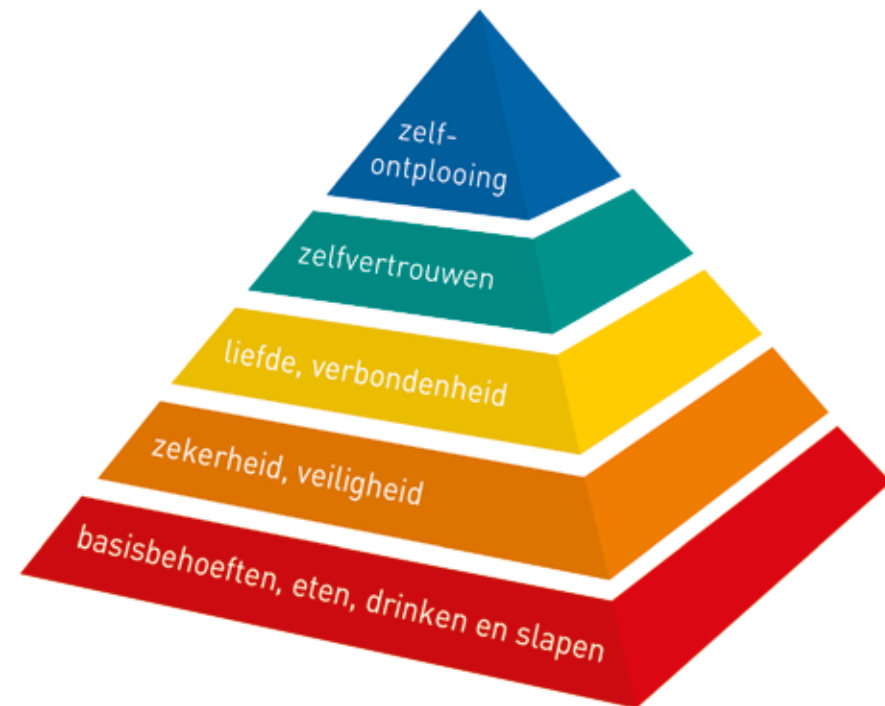 zelf-
ontplooing
zelfvertrouwen
liefde, verbondenheid
zekerheid, veiligheid
basisbehoeften, eten, drinken en slapen